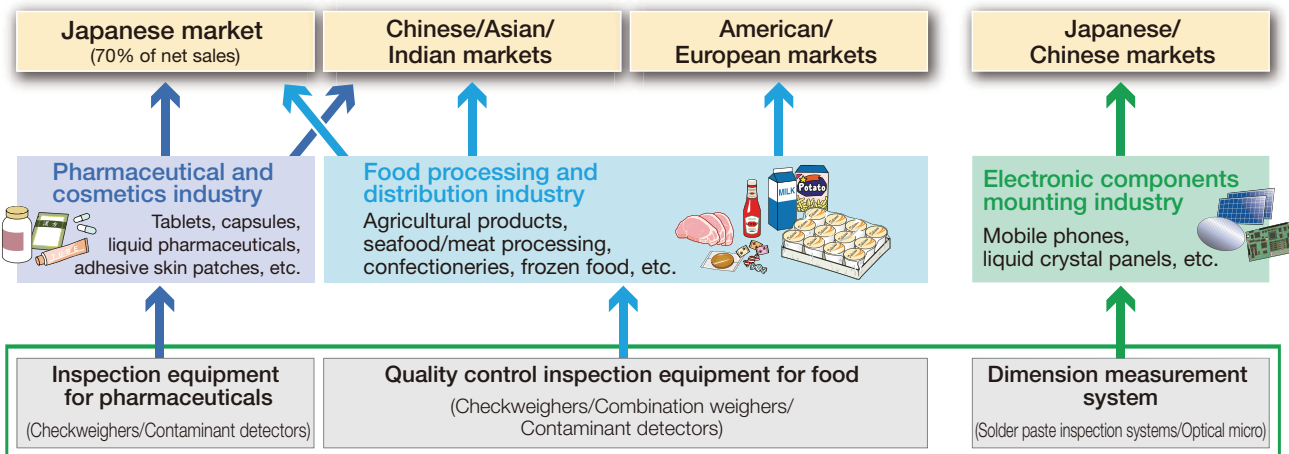 Japanese market
(70% of net sales)
Chinese/Asian/
Indian markets
American/
European markets
Japanese/
Chinese markets
Pharmaceutical and
cosmetics industry
Tablets, capsules,
liquid pharmaceuticals,
adhesive skin patches, etc.
Food processing and
distribution industry
Agricultural products,
seafood/meat processing,
confectioneries, frozen food, etc.
MILK
Potato
Electronic components
mounting industry
Mobile phones,
liquid crystal panels, etc.
Inspection equipment
for pharmaceuticals
(Checkweighers/Contaminant detectors)
Quality control inspection equipment for food
(Checkweighers/Combination weighers/
Contaminant detectors)
Dimension measurement
system
(Solder paste inspection systems/Optical micro)